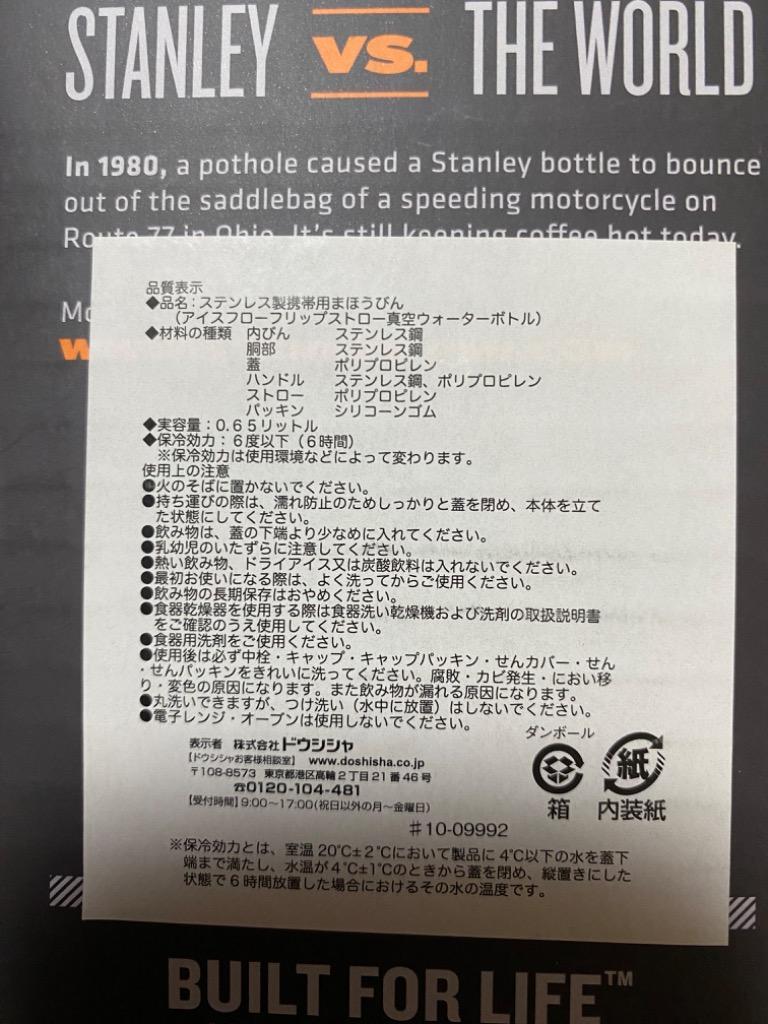 STANLEY vs. THE WORLD
In 1980, a pothole caused a Stanley bottle to bounce
out of the saddlebag of a speeding motorcycle on
Route 77 in Ohio. It's still keeping coffee hot today.
品質表示
◆品名：ステンレス製携帯用まほうびん
（アイスフローフリップストロー真空ウォーターボトル）
◆材料の種類 内びん ステンレス鋼
胴部 ステンレス鋼
蓋 ポリプロピレン
ハンドル ステンレス鋼、ポリプロピレン
ストロー ポリプロピレン
パッキン シリコーンゴム
◆実容量：0.65リットル
◆保冷効力：6度以下（6時間）
※保冷効力は使用環境などによって変わります。
使用上の注意
●火のそばに置かないでください。
●持ち運びの際は、濡れ防止のためしっかりと蓋を閉め、本体を立て
た状態にしてください。
●飲み物は、蓋の下端より少なめに入れてください。
●乳幼児のいたずらに注意してください。
●熱い飲み物、ドライアイス又は炭酸飲料は入れないでください。
●最初お使いになる際は、よく洗ってからご使用ください。
●飲み物の長期保存はおやめください。
●食器乾燥器を使用する際は食器洗い乾燥機および洗剤の取扱説明書
をご確認のうえ使用してください。
●食器用洗剤をご使用ください。
●使用後は必ず中栓・キャップ・キャップパッキン・せんカバー・せん
・せんパッキンをきれいに洗ってください。腐敗・カビ発生・におい移
り・変色の原因になります。また飲み物が漏れる原因になります。
●丸洗いできますが、つけ洗い（水中に放置）はしないでください。
●電子レンジ・オーブンは使用しないでください。
表示者 株式会社ドウシシャ
【ドウシシャお客様相談室】 www.doshisha.co.jp
〒108-8573 東京都港区高輪2丁目21番46号
☎0120-104-481
【受付時間】9:00〜17:00(祝日以外の月〜金曜日)
ダンボール
紙
箱 内装紙
#10-09992
※保冷効力とは、室温20℃±2℃において製品に4℃以下の水を蓋下
端まで満たし、水温が4℃±1℃のときから蓋を閉め、縦置きにした
状態で6時間放置した場合におけるその水の温度です。
BUILT FOR LIFE™